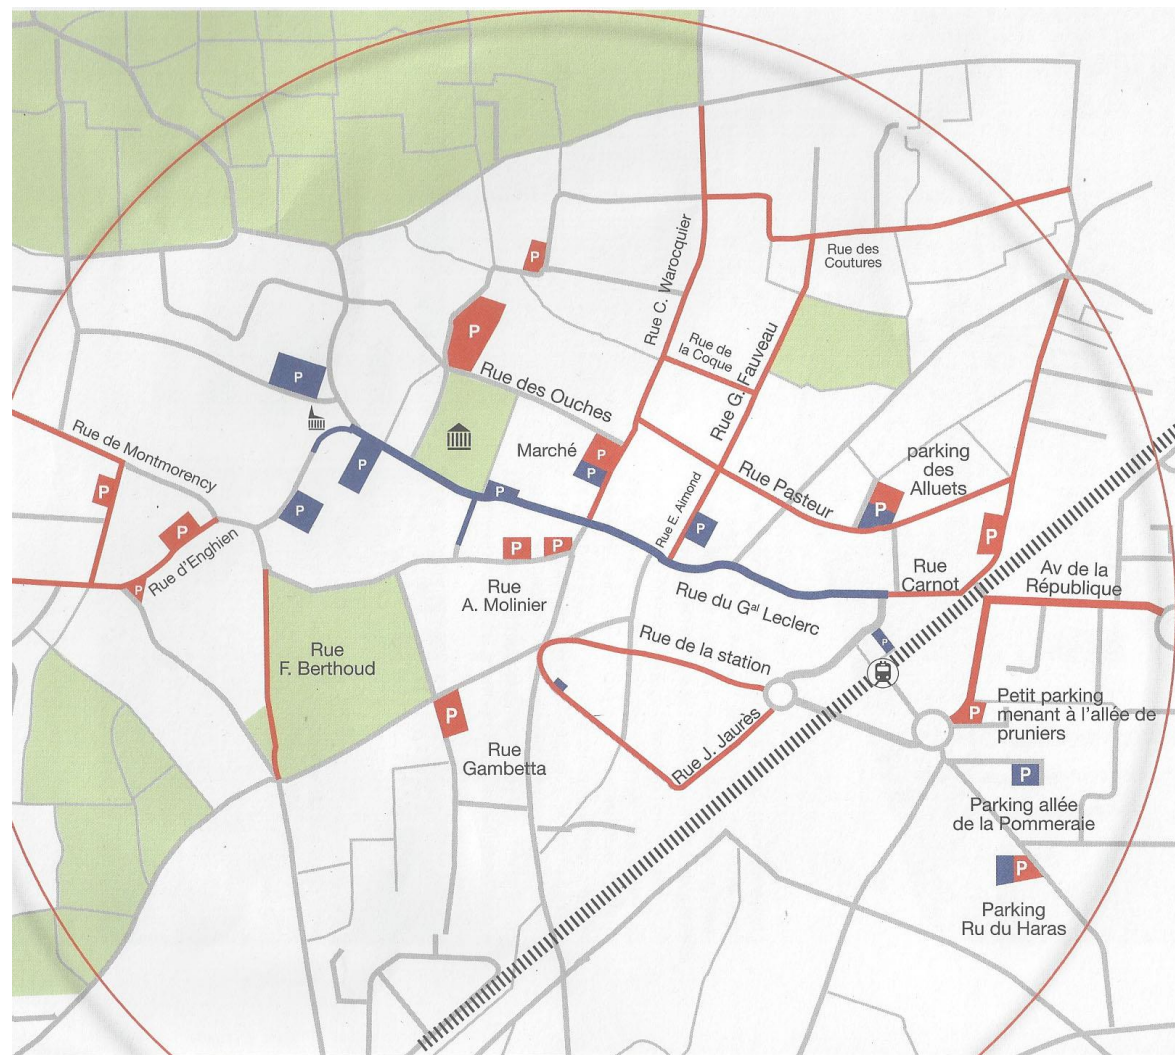 P
Rue C. Warocquier
Rue des
Coutures
P
Rue de
la Coque
Rue G. Fauveau
P
Rue des Ouches
Rue de Montmorency
Marché
P
P
P
parking
des
Alluets
P
P
P
Rue Pasteur
P
P
Rue E. Aimond
P
P
P
Rue d'Enghien
P
P
P
Rue
A. Molinier
Rue
Carnot
Av de la
République
Rue du Gal Leclerc
Rue
F. Berthoud
Rue de la station
P
P
P
Petit parking
menant à l'allée de
pruniers
Rue
Gambetta
Rue J. Jaurès
P
Parking allée
de la Pommeraie
P
Parking
Ru du Haras